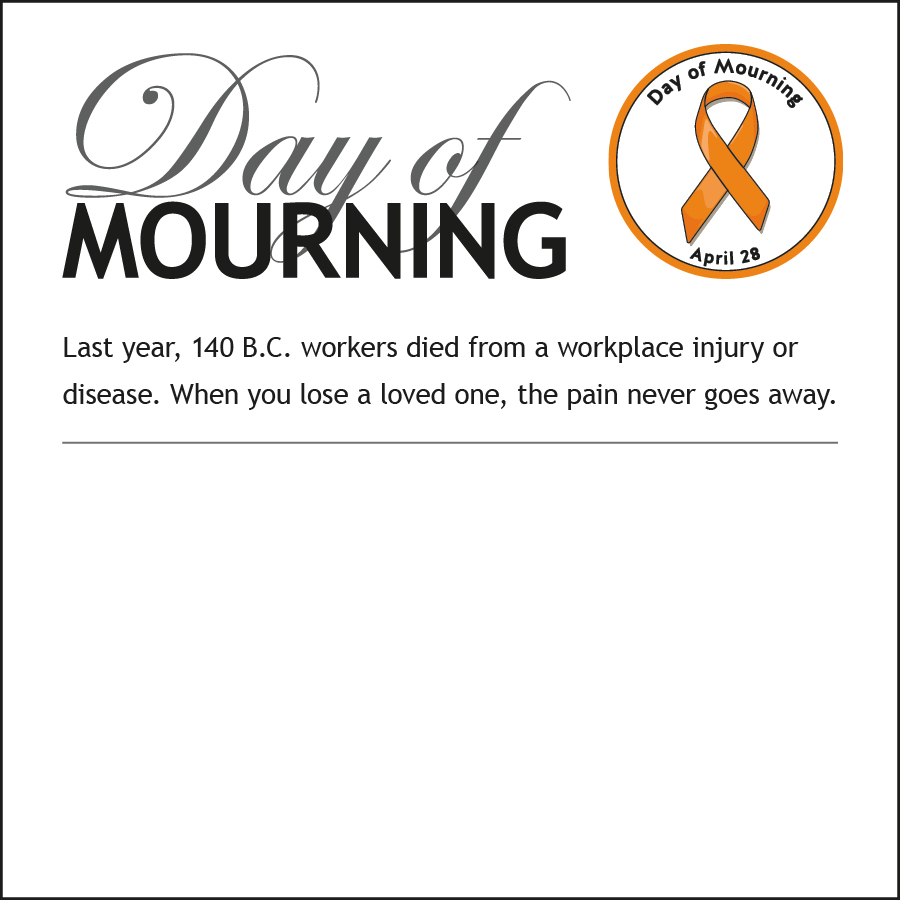 Day of
MOURNING
Day of Mourning
April 28
Last year, 140 B.C. workers died from a workplace injury or
disease. When you lose a loved one, the pain never goes away.